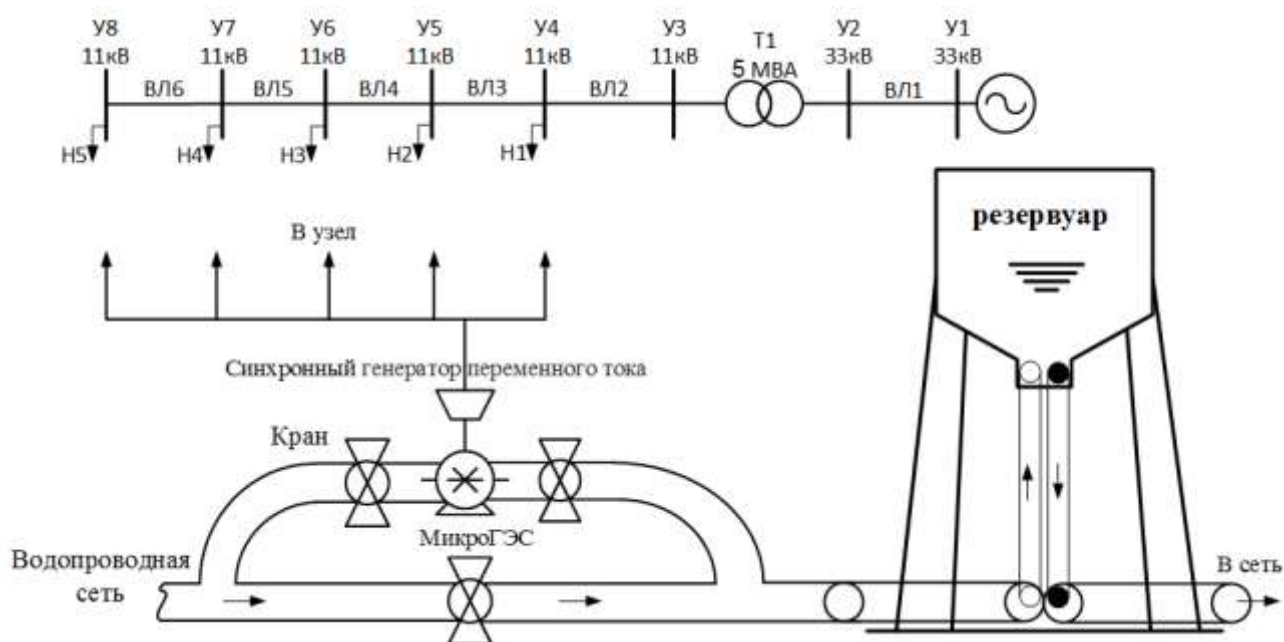 У8 У7 У6 У5 У4 У3 Т1 У2 У1
11кВ 11кВ 11кВ 11кВ 11кВ 11кВ 5 МВА 33кВ 33кВ
ВЛ6 ВЛ5 ВЛ4 ВЛ3 ВЛ2 ВЛ1
Н5 Н4 Н3 Н2 Н1
резервуар
В узел
Синхронный генератор переменного тока
Кран
МикроГЭС
Водопроводная
сеть
В сеть